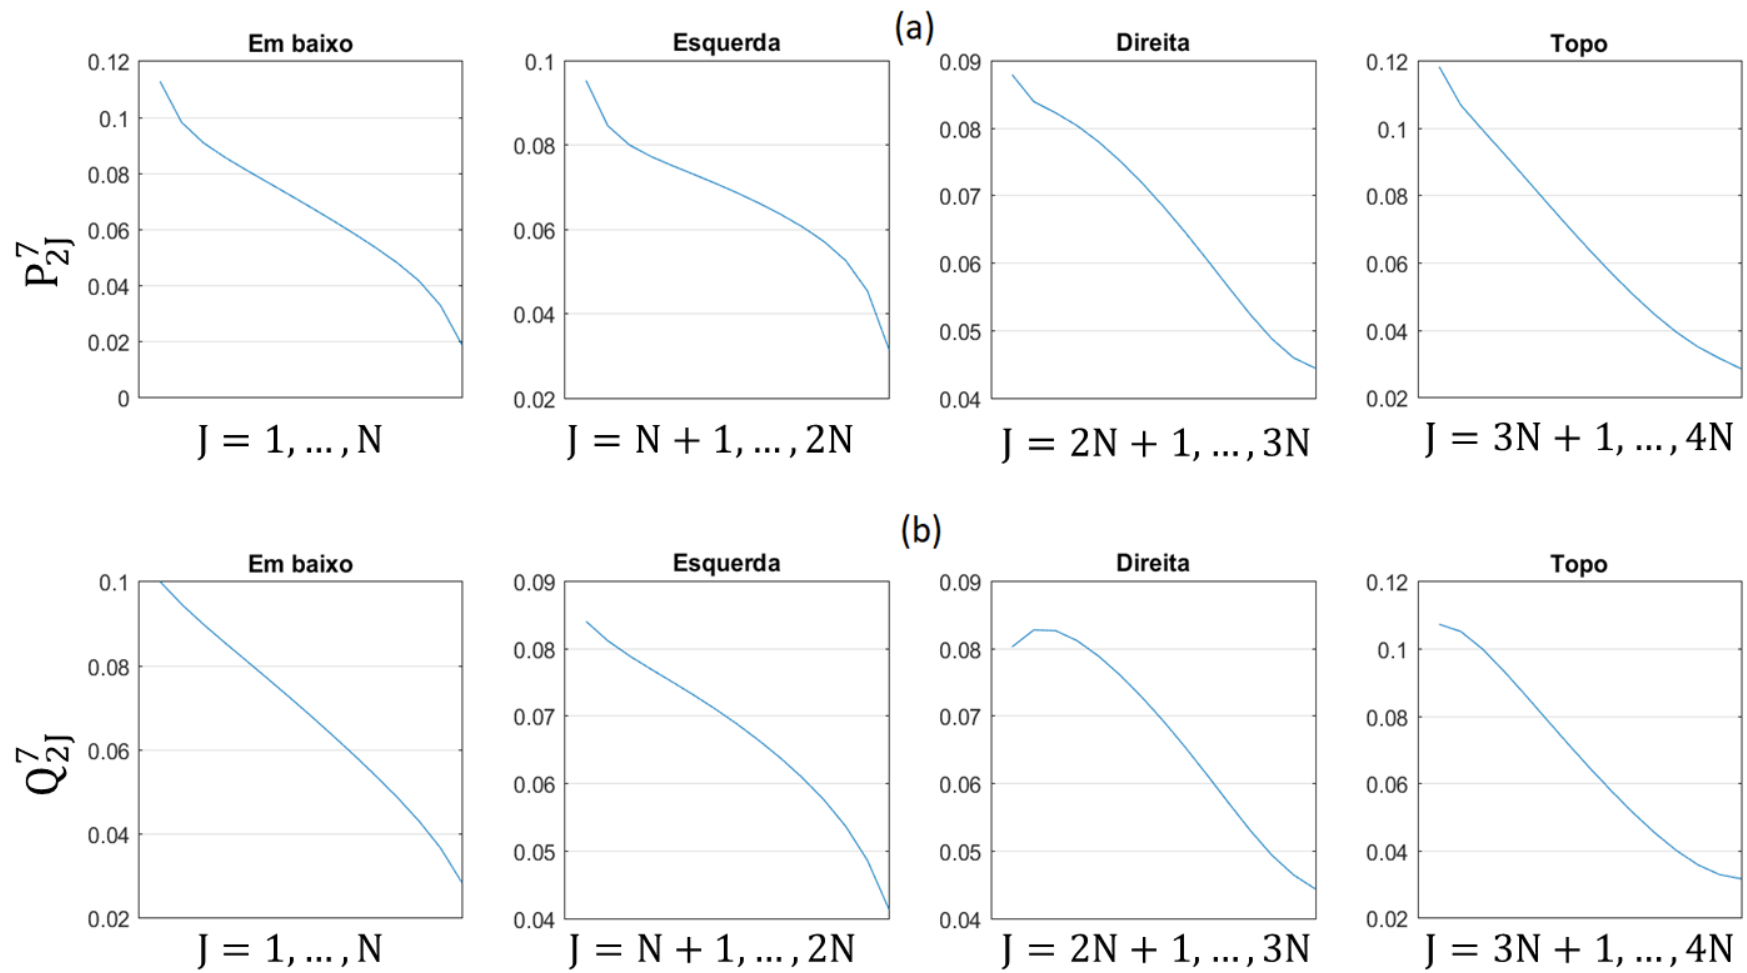 (a)
Em baixo Esquerda Direita Topo
0.12 0.1 0.09 0.12
0.1 0.08 0.08 0.1
0.08 0.06 0.07 0.08
0.06 0.04 0.06 0.06
0.04 0.02 0.05 0.04
0.02 0.04 0.02
0
P_{2J}^{7}
J = 1, ... , N J = N + 1, ... , 2N J = 2N + 1, ... , 3N J = 3N + 1, ... , 4N
(b)
Em baixo Esquerda Direita Topo
0.1 0.09 0.09 0.12
0.08 0.08 0.08 0.1
0.06 0.07 0.07 0.08
0.04 0.06 0.06 0.06
0.02 0.05 0.05 0.04
0.04 0.04 0.02
Q_{2J}^{7}
J = 1, ... , N J = N + 1, ... , 2N J = 2N + 1, ... , 3N J = 3N + 1, ... , 4N